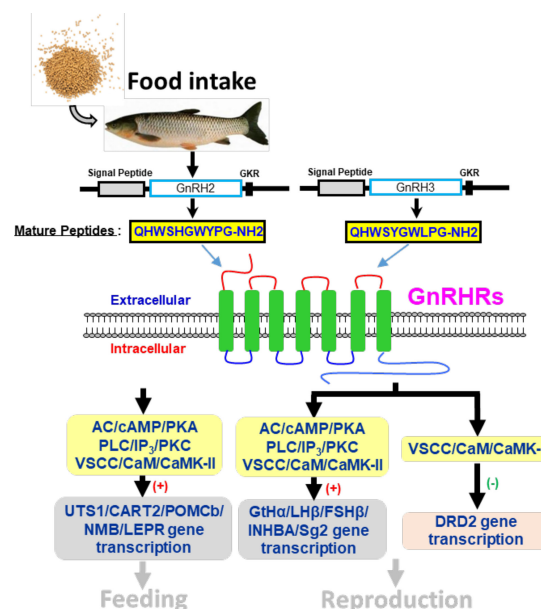 Food intake
Signal Peptide
GKR
GnRH2
Signal Peptide
GKR
GnRH3
Mature Peptides :
QHWSHGWYPG-NH2
QHWSYGWLPG-NH2
GnRHRs
Extracellular
Intracellular
AC/cAMP/PKA
PLC/IP3/PKC
VSCC/CaM/CaMK-II
AC/cAMP/PKA
PLC/IP3/PKC
VSCC/CaM/CaMK-II
VSCC/CaM/CaMK-
(+)
(+)
(-)
UTS1/CART2/POMCb/
NMB/LEPR gene
transcription
GtHα/LHβ/FSHβ/
INHBA/Sg2 gene
transcription
DRD2 gene
transcription
Feeding
Reproduction